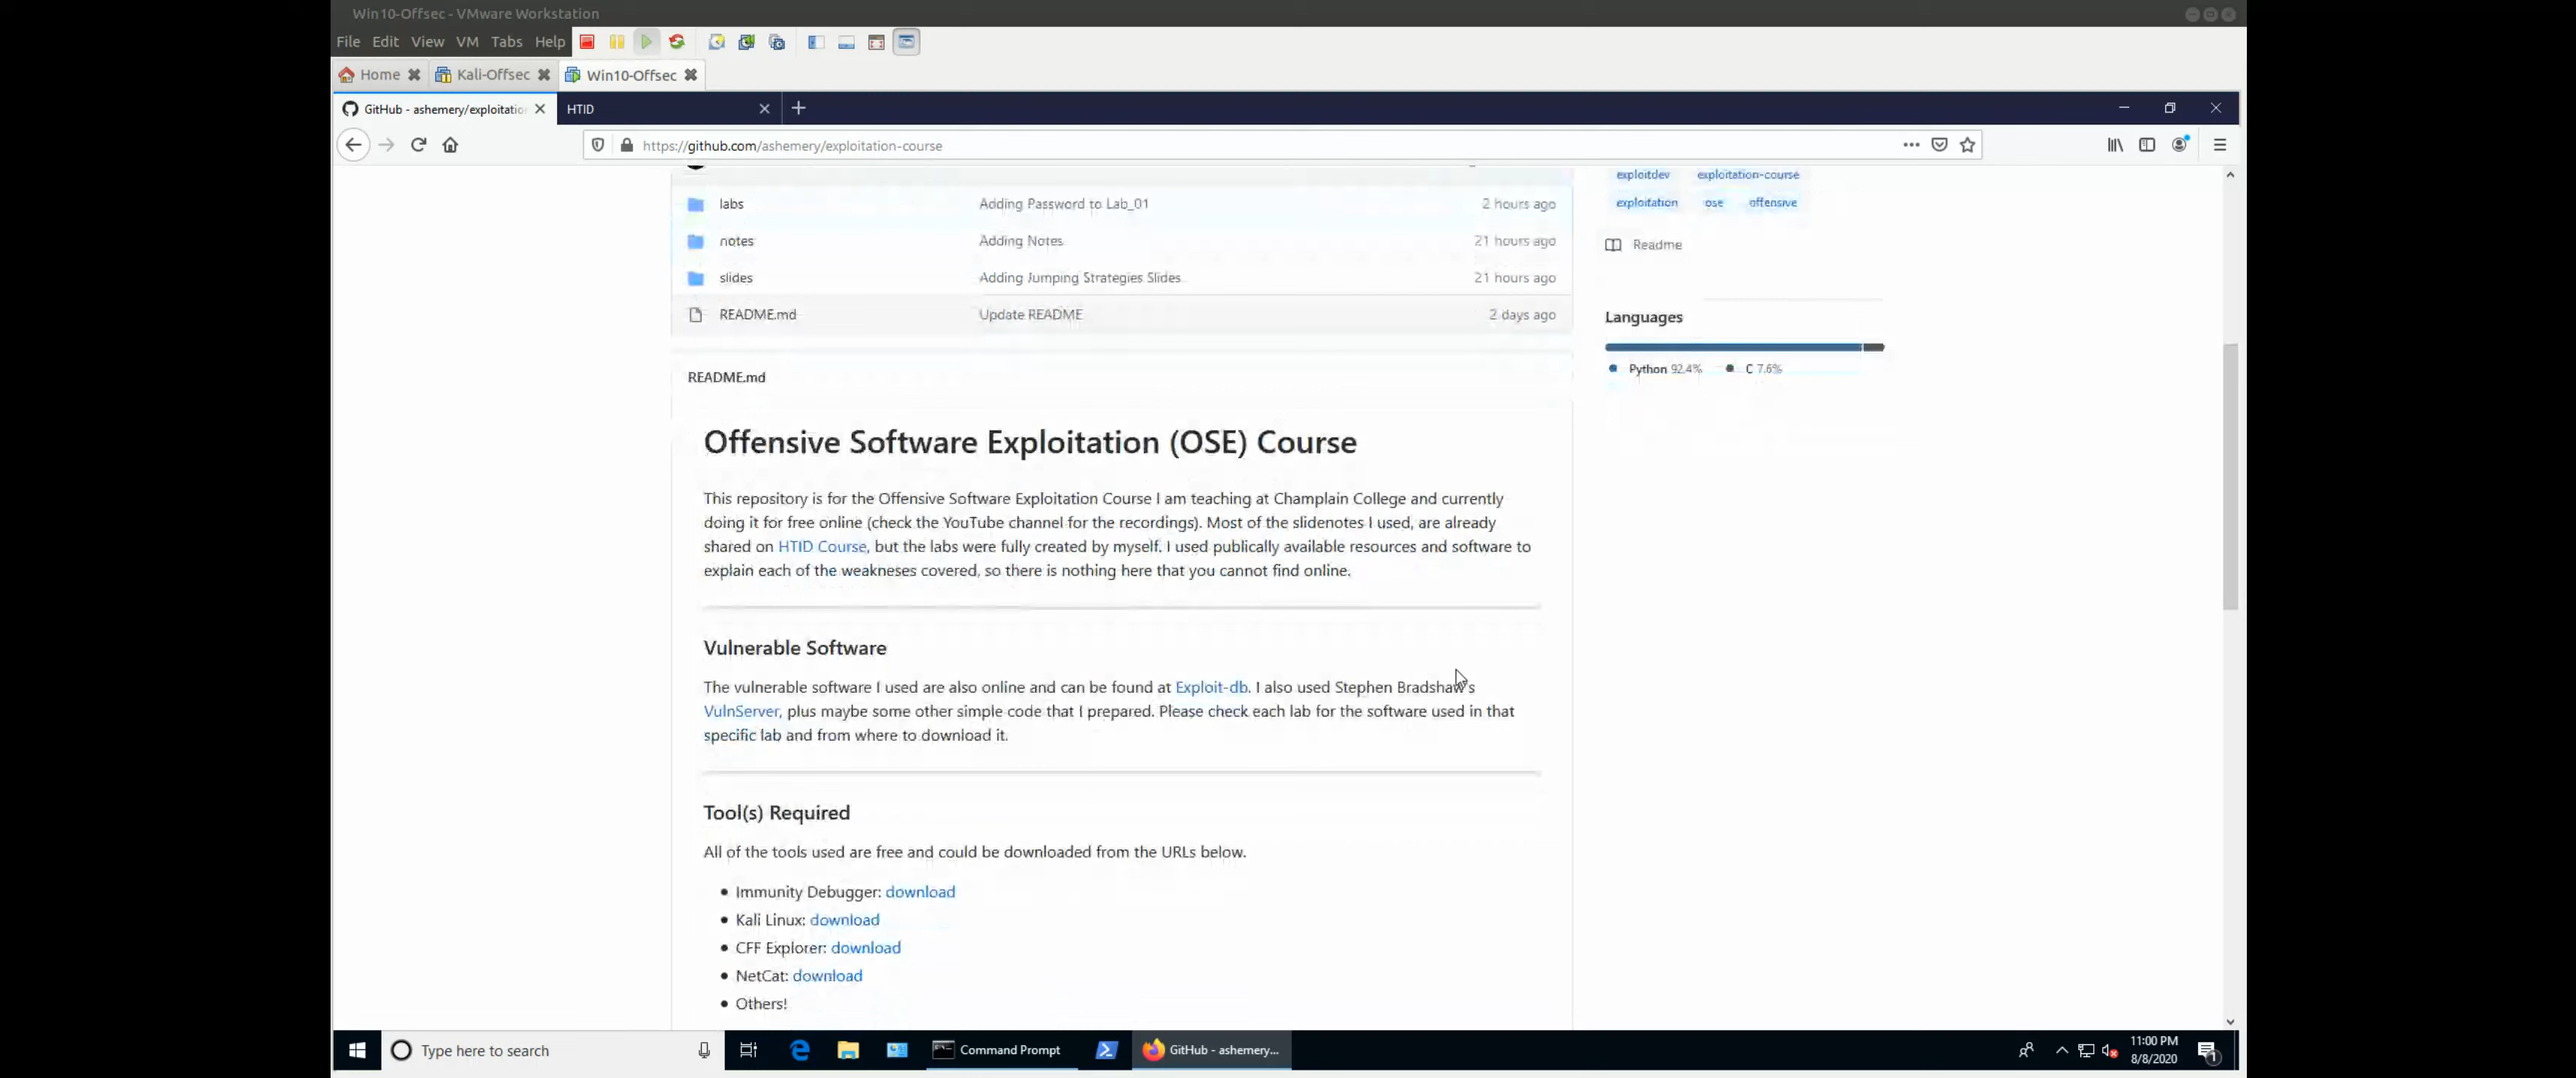 Win10-Offsec - VMware Workstation
File Edit View VM Tabs Help
Home Kali-Offsec Win10-Offsec
GitHub - ashemery/exploitation HTID
https://github.com/ashemery/exploitation-course
exploitdev exploitation-course
labs Adding Password to Lab_01 2 hours ago
exploitation ose offensive
notes Adding Notes 21 hours ago
Readme
slides Adding Jumping Strategies Slides 21 hours ago
README.md Update README 2 days ago
Languages
Python 92.4% C 7.6%
README.md
Offensive Software Exploitation (OSE) Course
This repository is for the Offensive Software Exploitation Course I am teaching at Champlain College and currently
doing it for free online (check the YouTube channel for the recordings). Most of the slidenotes I used, are already
shared on HTID Course, but the labs were fully created by myself. I used publically available resources and software to
explain each of the weakneses covered, so there is nothing here that you cannot find online.
Vulnerable Software
The vulnerable software I used are also online and can be found at Exploit-db. I also used Stephen Bradshaw's
VulnServer, plus maybe some other simple code that I prepared. Please check each lab for the software used in that
specific lab and from where to download it.
Tool(s) Required
All of the tools used are free and could be downloaded from the URLs below.
Immunity Debugger: download
Kali Linux: download
CFF Explorer: download
NetCat: download
Others!
Type here to search Command Prompt GitHub - ashemery... 11:00 PM
8/8/2020
1